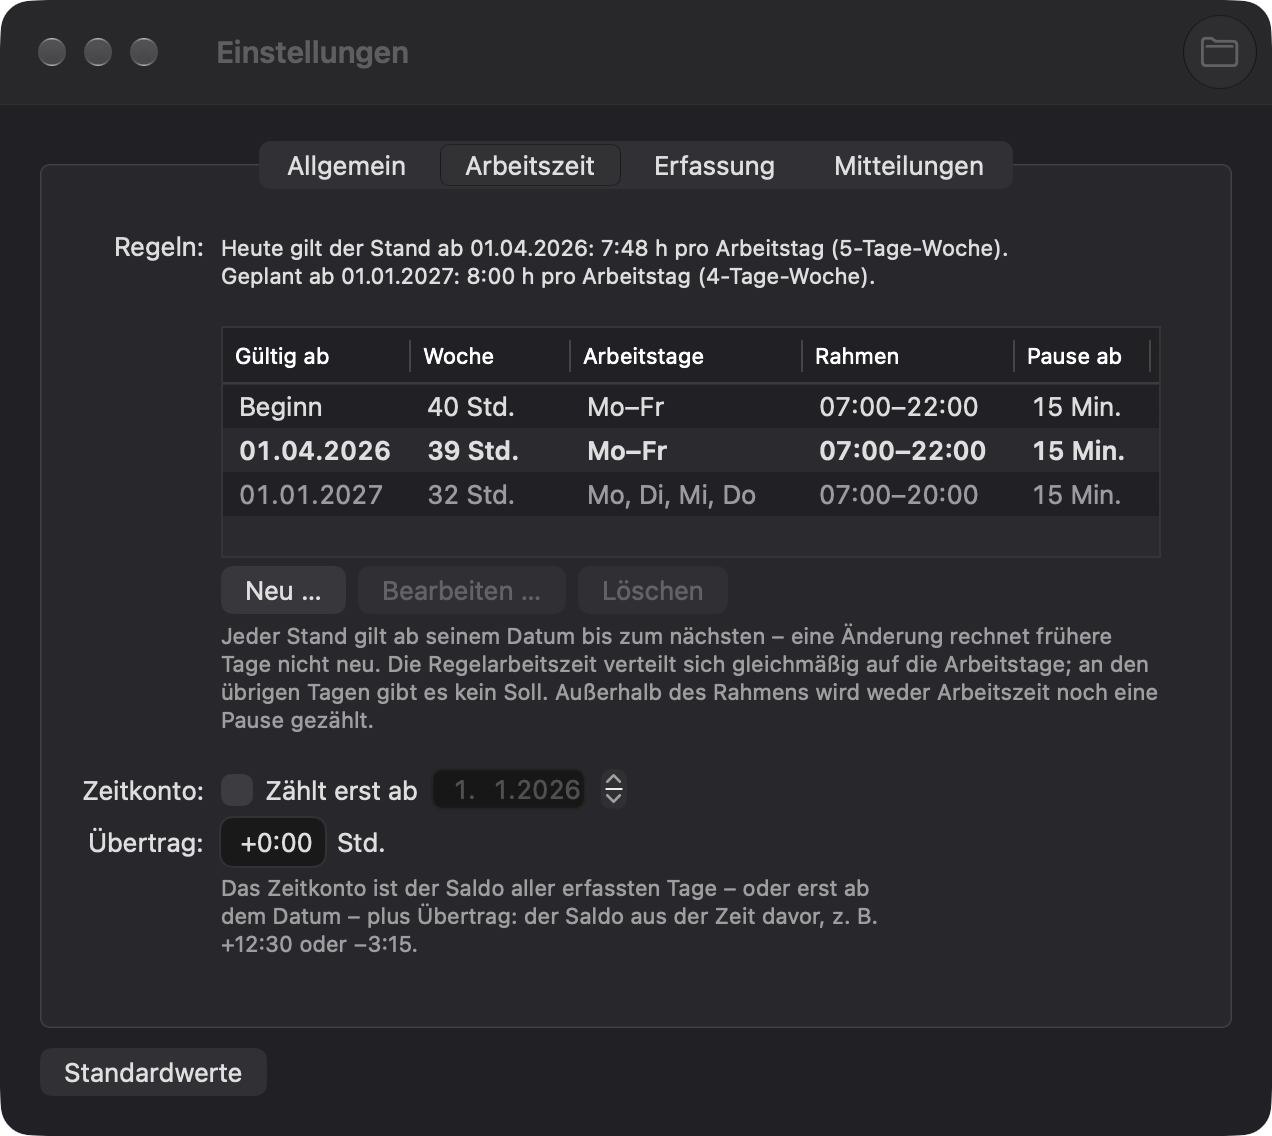 Einstellungen
Allgemein Arbeitszeit Erfassung Mitteilungen
Regeln: Heute gilt der Stand ab 01.04.2026: 7:48 h pro Arbeitstag (5-Tage-Woche).
Geplant ab 01.01.2027: 8:00 h pro Arbeitstag (4-Tage-Woche).
Gültig ab Woche Arbeitstage Rahmen Pause ab
Beginn 40 Std. Mo–Fr 07:00–22:00 15 Min.
01.04.2026 39 Std. Mo–Fr 07:00–22:00 15 Min.
01.01.2027 32 Std. Mo, Di, Mi, Do 07:00–20:00 15 Min.
Neu ... Bearbeiten ... Löschen
Jeder Stand gilt ab seinem Datum bis zum nächsten – eine Änderung rechnet frühere
Tage nicht neu. Die Regelarbeitszeit verteilt sich gleichmäßig auf die Arbeitstage; an den
übrigen Tagen gibt es kein Soll. Außerhalb des Rahmens wird weder Arbeitszeit noch eine
Pause gezählt.
Zeitkonto: Zählt erst ab 1. 1.2026
Übertrag: +0:00 Std.
Das Zeitkonto ist der Saldo aller erfassten Tage – oder erst ab
dem Datum – plus Übertrag: der Saldo aus der Zeit davor, z. B.
+12:30 oder −3:15.
Standardwerte